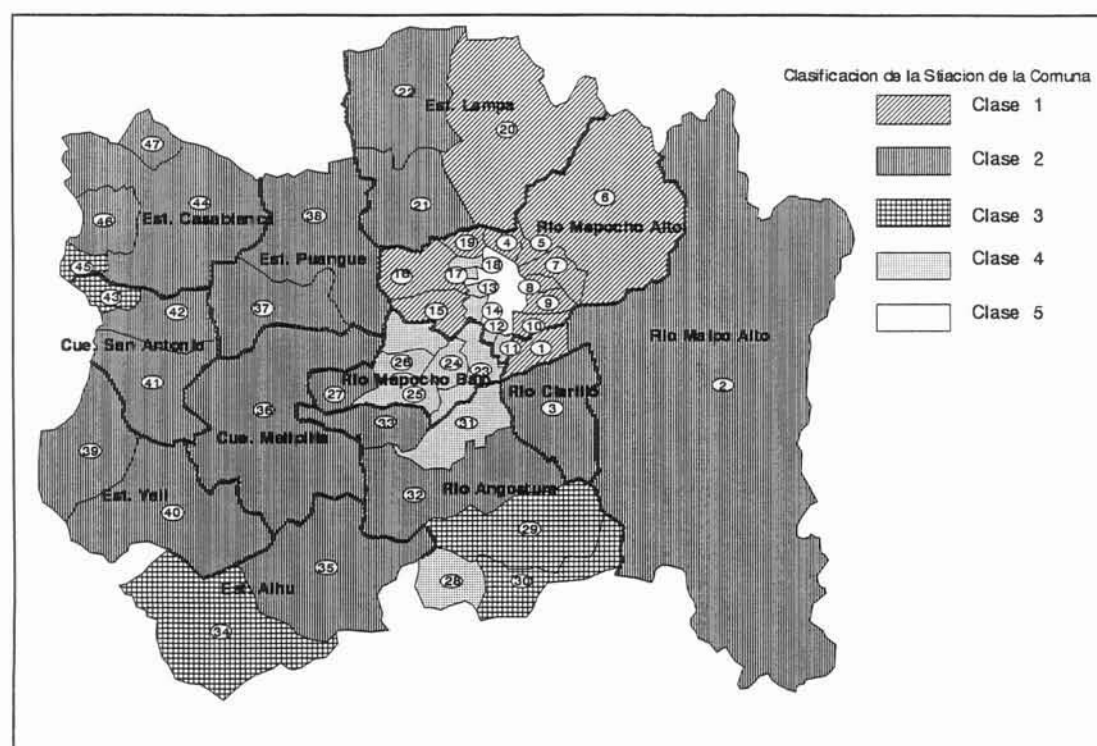 Clasificacion de la Stiacion de la Comuna
Clase 1
Clase 2
Clase 3
Clase 4
Clase 5
22
Est. Lampa
20
47
6
44
46
Est. Casablanca
38
21
Rio Mapocho Alto
19
4
5
45
Est. Puangue
16
17
18
7
43
13
8
42
37
15
14
9
12
10
Cue. San Antonio
11
1
Rio Maipo Alto
26
24
23
41
Rio Mapocho Bajo
2
27
25
Rio Clarillo
36
3
33
31
Cue. Melipilla
39
32
Rio Angostura
Est. Yali
40
29
35
28
30
Est. Alhu
34